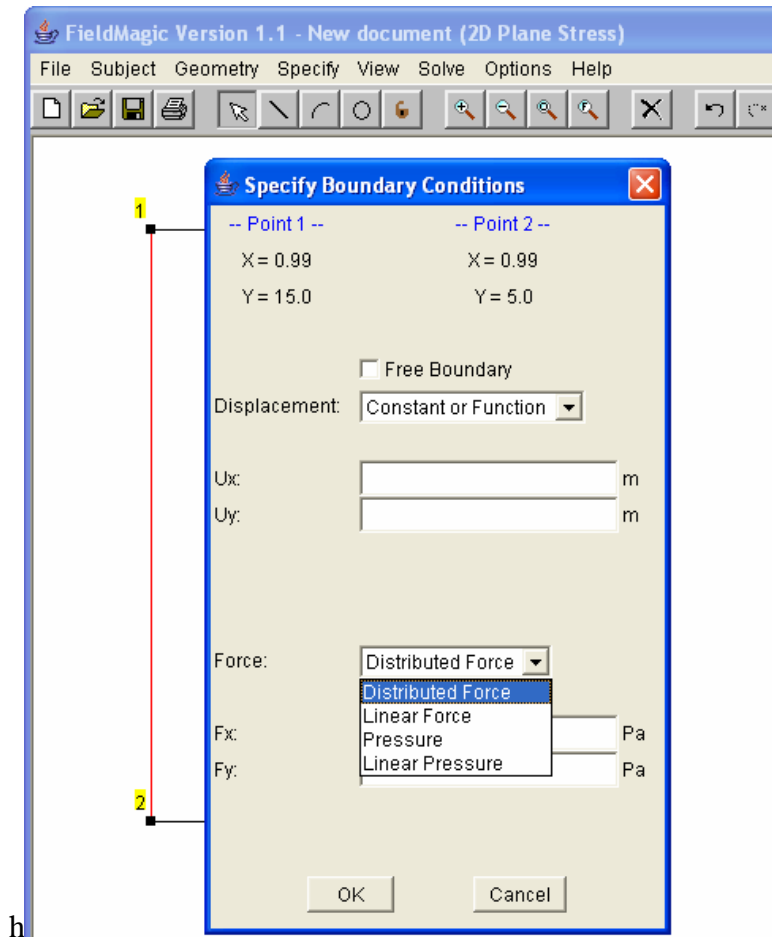 FieldMagic Version 1.1 - New document (2D Plane Stress)
File Subject Geometry Specify View Solve Options Help
Specify Boundary Conditions
1
-- Point 1 -- -- Point 2 --
X = 0.99 X = 0.99
Y = 15.0 Y = 5.0
Free Boundary
Displacement: Constant or Function
Ux: m
Uy: m
Force: Distributed Force
Distributed Force
Linear Force
Pressure
Linear Pressure
Fx: Pa
Fy: Pa
2
OK Cancel
h